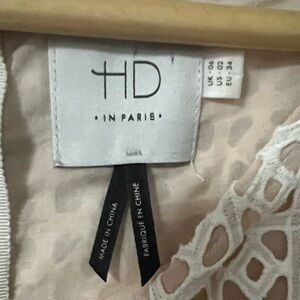 HD
• IN PARIS •
UK - 06
US - 02
EU - 34
MADE IN CHINA
FABRIQUÉ EN CHINE